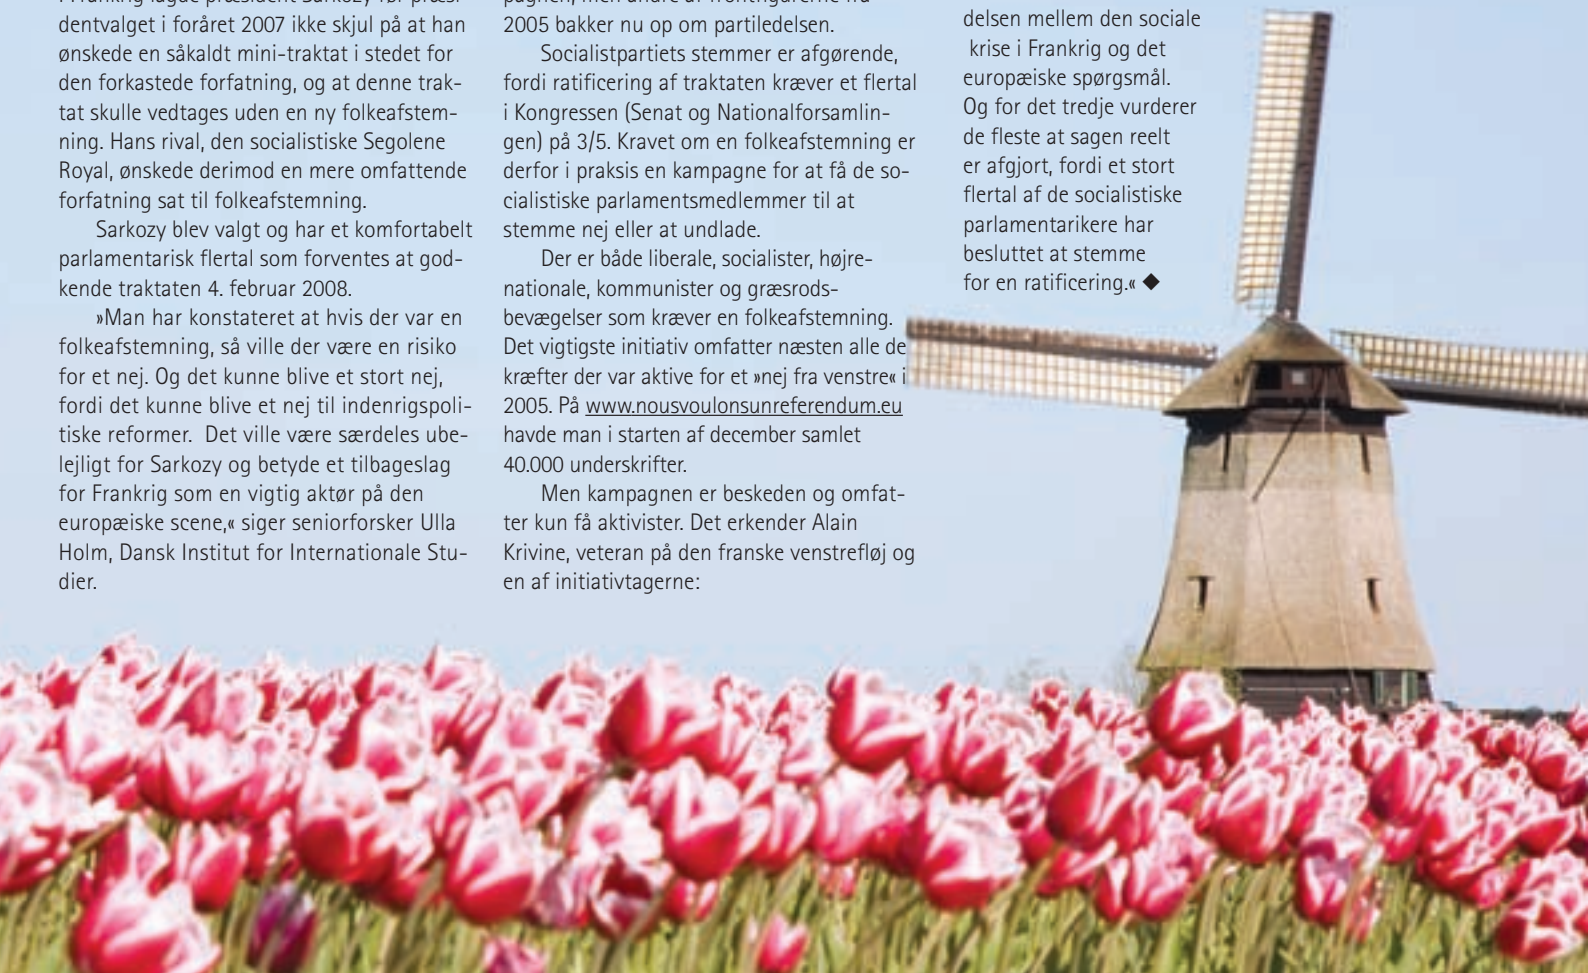 dentvalget i foråret 2007 ikke skjul på at han
ønskede en såkaldt mini-traktat i stedet for
den forkastede forfatning, og at denne trak-
tat skulle vedtages uden en ny folkeafstem-
ning. Hans rival, den socialistiske Segolene
Royal, ønskede derimod en mere omfattende
forfatning sat til folkeafstemning.
Sarkozy blev valgt og har et komfortabelt
parlamentarisk flertal som forventes at god-
kende traktaten 4. februar 2008.
»Man har konstateret at hvis der var en
folkeafstemning, så ville der være en risiko
for et nej. Og det kunne blive et stort nej,
fordi det kunne blive et nej til indenrigspoli-
tiske reformer. Det ville være særdeles ube-
lejligt for Sarkozy og betyde et tilbageslag
for Frankrig som en vigtig aktør på den
europæiske scene,« siger seniorforsker Ulla
Holm, Dansk Institut for Internationale Stu-
dier.
2005 bakker nu op om partiledelsen.
Socialistpartiets stemmer er afgørende,
fordi ratificering af traktaten kræver et flertal
i Kongressen (Senat og Nationalforsamlin-
gen) på 3/5. Kravet om en folkeafstemning er
derfor i praksis en kampagne for at få de so-
cialistiske parlamentsmedlemmer til at
stemme nej eller at undlade.
Der er både liberale, socialister, højre-
nationale, kommunister og græsrods-
bevægelser som kræver en folkeafstemning.
Det vigtigste initiativ omfatter næsten alle de
kræfter der var aktive for et »nej fra venstre« i
2005. På www.nousvoulonsunreferendum.eu
havde man i starten af december samlet
40.000 underskrifter.
Men kampagnen er beskeden og omfat-
ter kun få aktivister. Det erkender Alain
Krivine, veteran på den franske venstrefløj og
en af initiativtagerne:
delsen mellem den sociale
krise i Frankrig og det
europæiske spørgsmål.
Og for det tredje vurderer
de fleste at sagen reelt
er afgjort, fordi et stort
flertal af de socialistiske
parlamentarikere har
besluttet at stemme
for en ratificering.« ◆